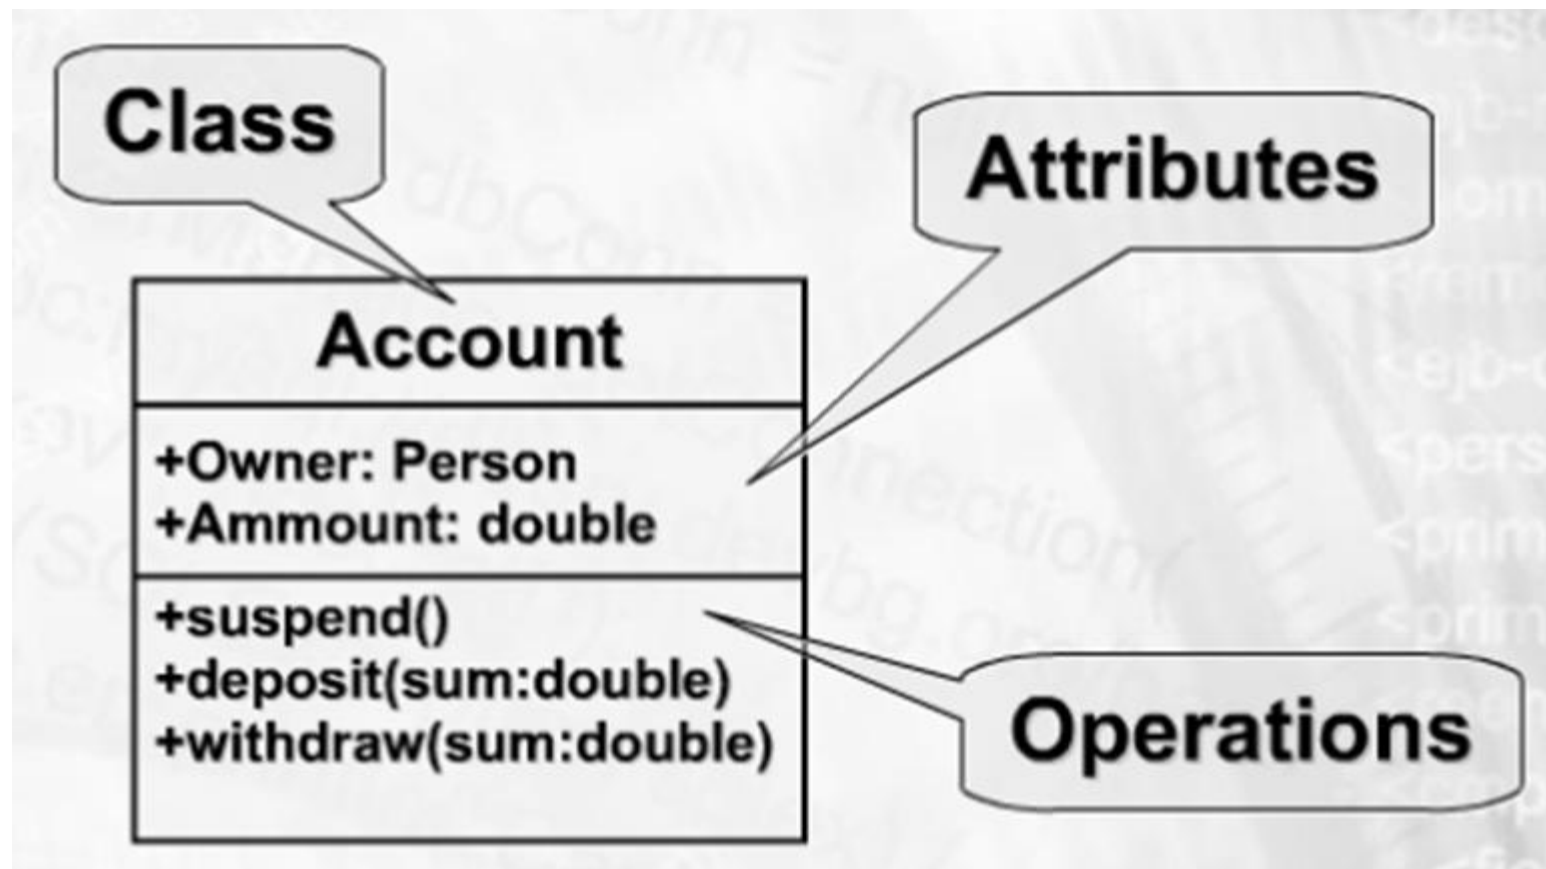 Class
Attributes
Account
+Owner: Person
+Ammount: double
+suspend()
+deposit(sum:double)
+withdraw(sum:double)
Operations